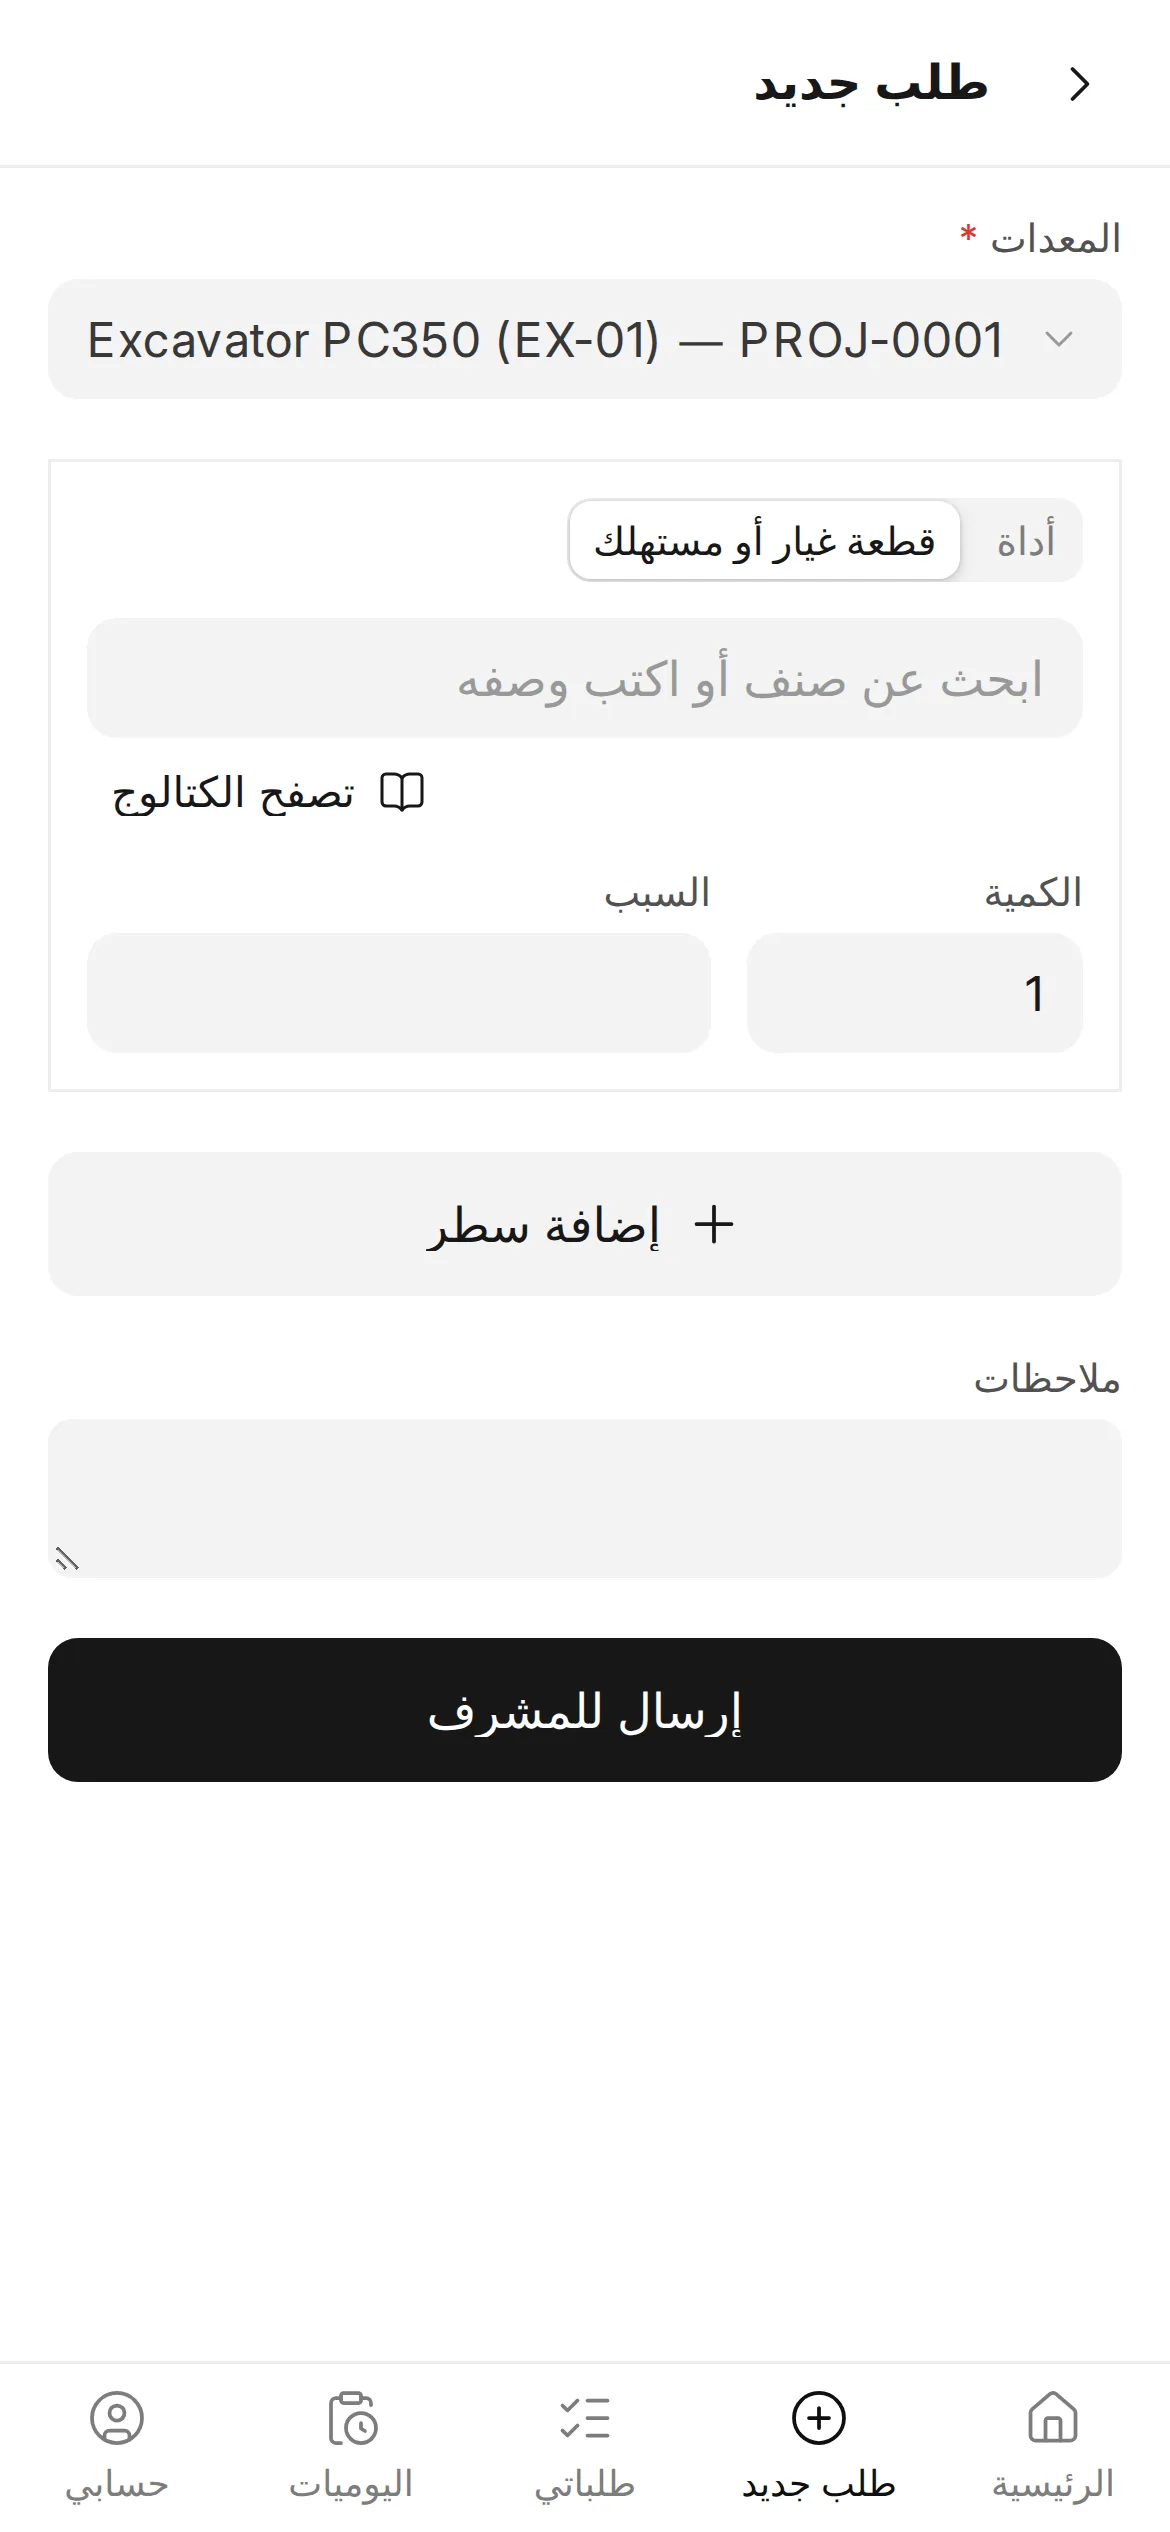 طلب جديد
المعدات *
Excavator PC350 (EX-01) — PROJ-0001
أداة
قطعة غيار أو مستهلك
ابحث عن صنف أو اكتب وصفه
تصفح الكتالوج
الكمية
السبب
1
إضافة سطر
ملاحظات
إرسال للمشرف
الرئيسية
طلب جديد
طلباتي
اليوميات
حسابي